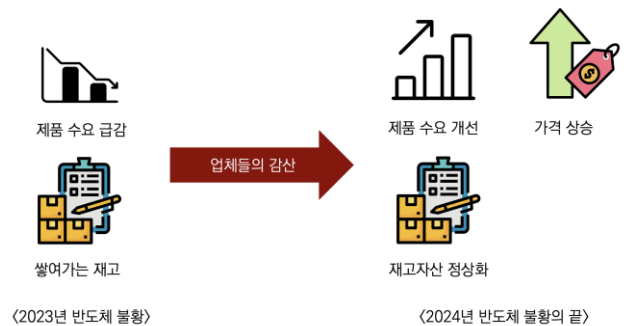 제품 수요 급감
쌓여가는 재고
〈2023년 반도체 불황〉
업체들의 감산
제품 수요 개선
가격 상승
재고자산 정상화
〈2024년 반도체 불황의 끝〉